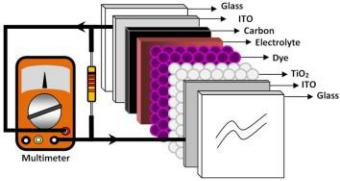 Glass
ITO
Carbon
Electrolyte
Dye
TiO₂
ITO
Glass
Multimeter